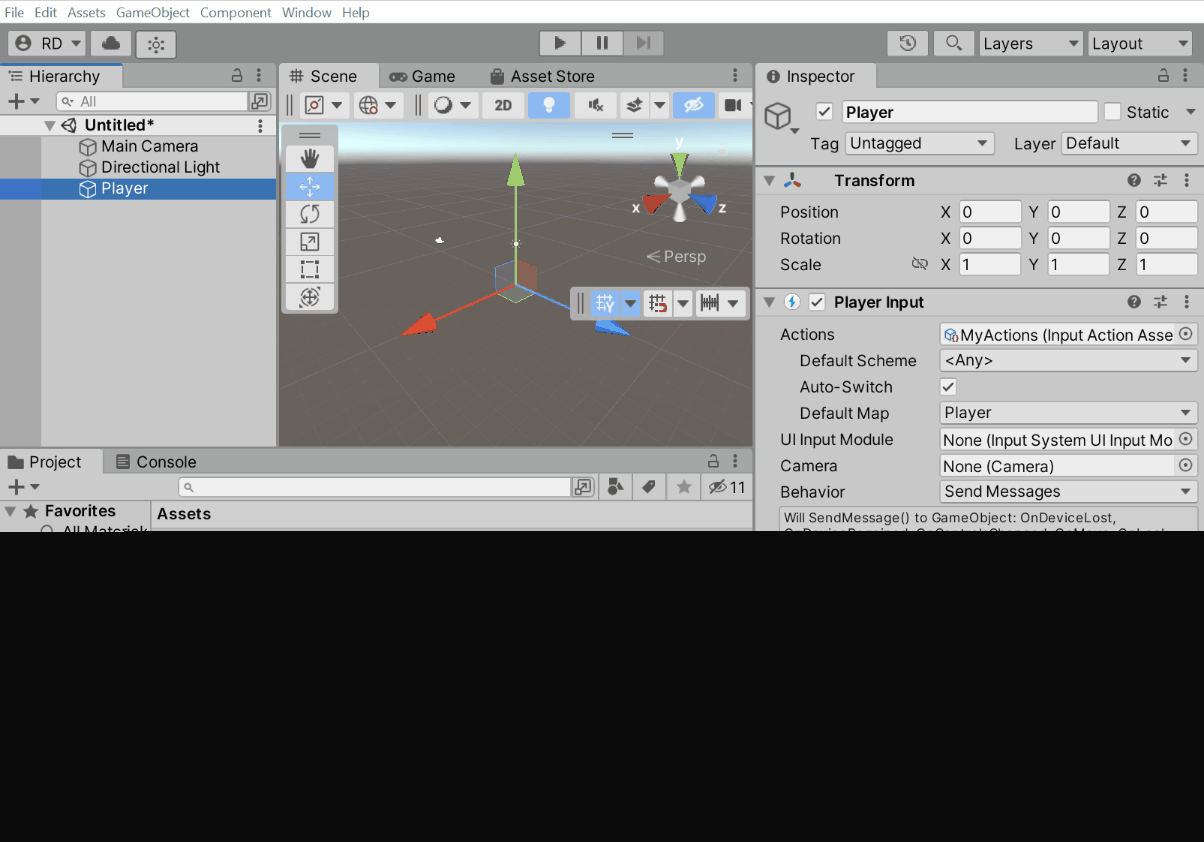 File Edit Assets GameObject Component Window Help
RD Layers Layout
Hierarchy
All
Untitled*
Main Camera
Directional Light
Player
Scene Game Asset Store
2D
y
x z
Persp
Inspector
Player Static
Tag Untagged Layer Default
Transform
Position X 0 Y 0 Z 0
Rotation X 0 Y 0 Z 0
Scale X 1 Y 1 Z 1
Player Input
Actions MyActions (Input Action Asse
Default Scheme <Any>
Auto-Switch
Default Map Player
UI Input Module None (Input System UI Input Mo
Camera None (Camera)
Behavior Send Messages
Will SendMessage() to GameObject: OnDeviceLost,
Project Console
11
Favorites
All Materials
Assets